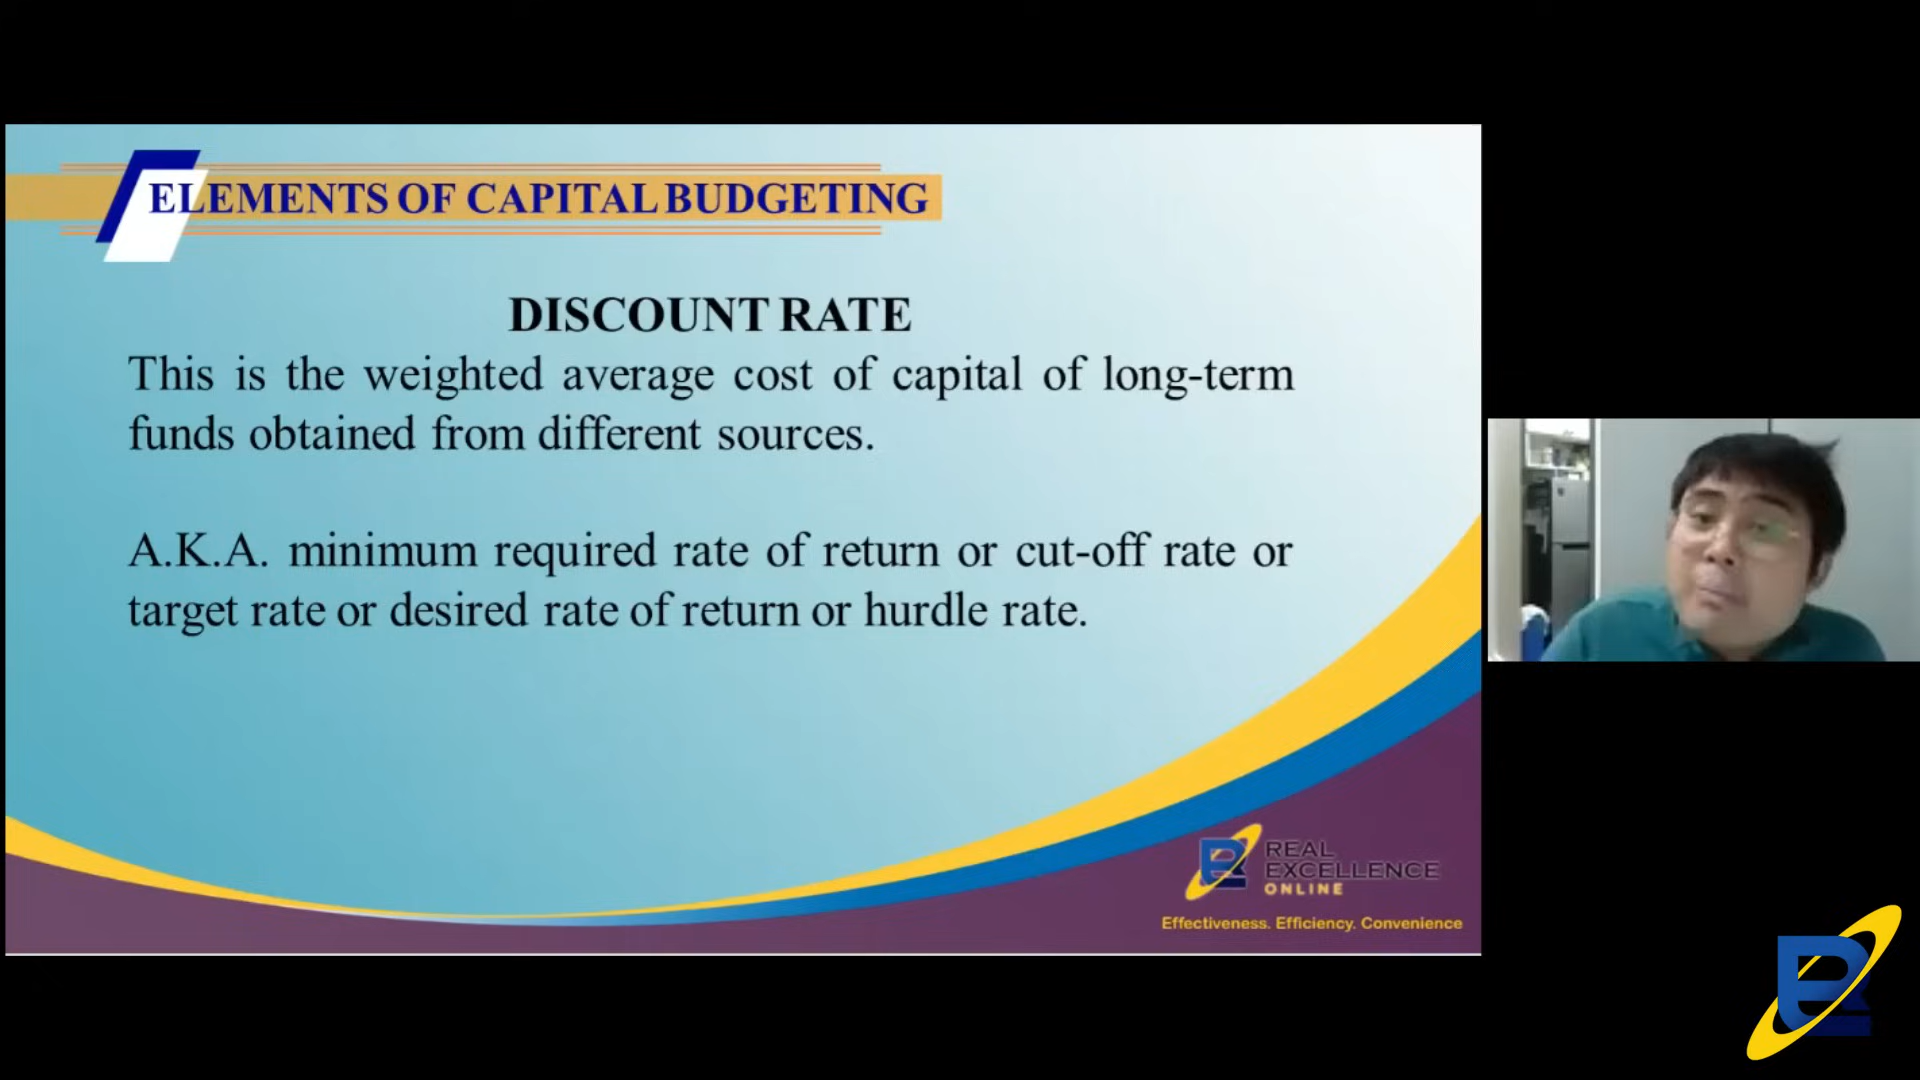 ELEMENTS OF CAPITAL BUDGETING
DISCOUNT RATE
This is the weighted average cost of capital of long-term
funds obtained from different sources.
A.K.A. minimum required rate of return or cut-off rate or
target rate or desired rate of return or hurdle rate.
REAL
EXCELLENCE
ONLINE
Effectiveness. Efficiency. Convenience